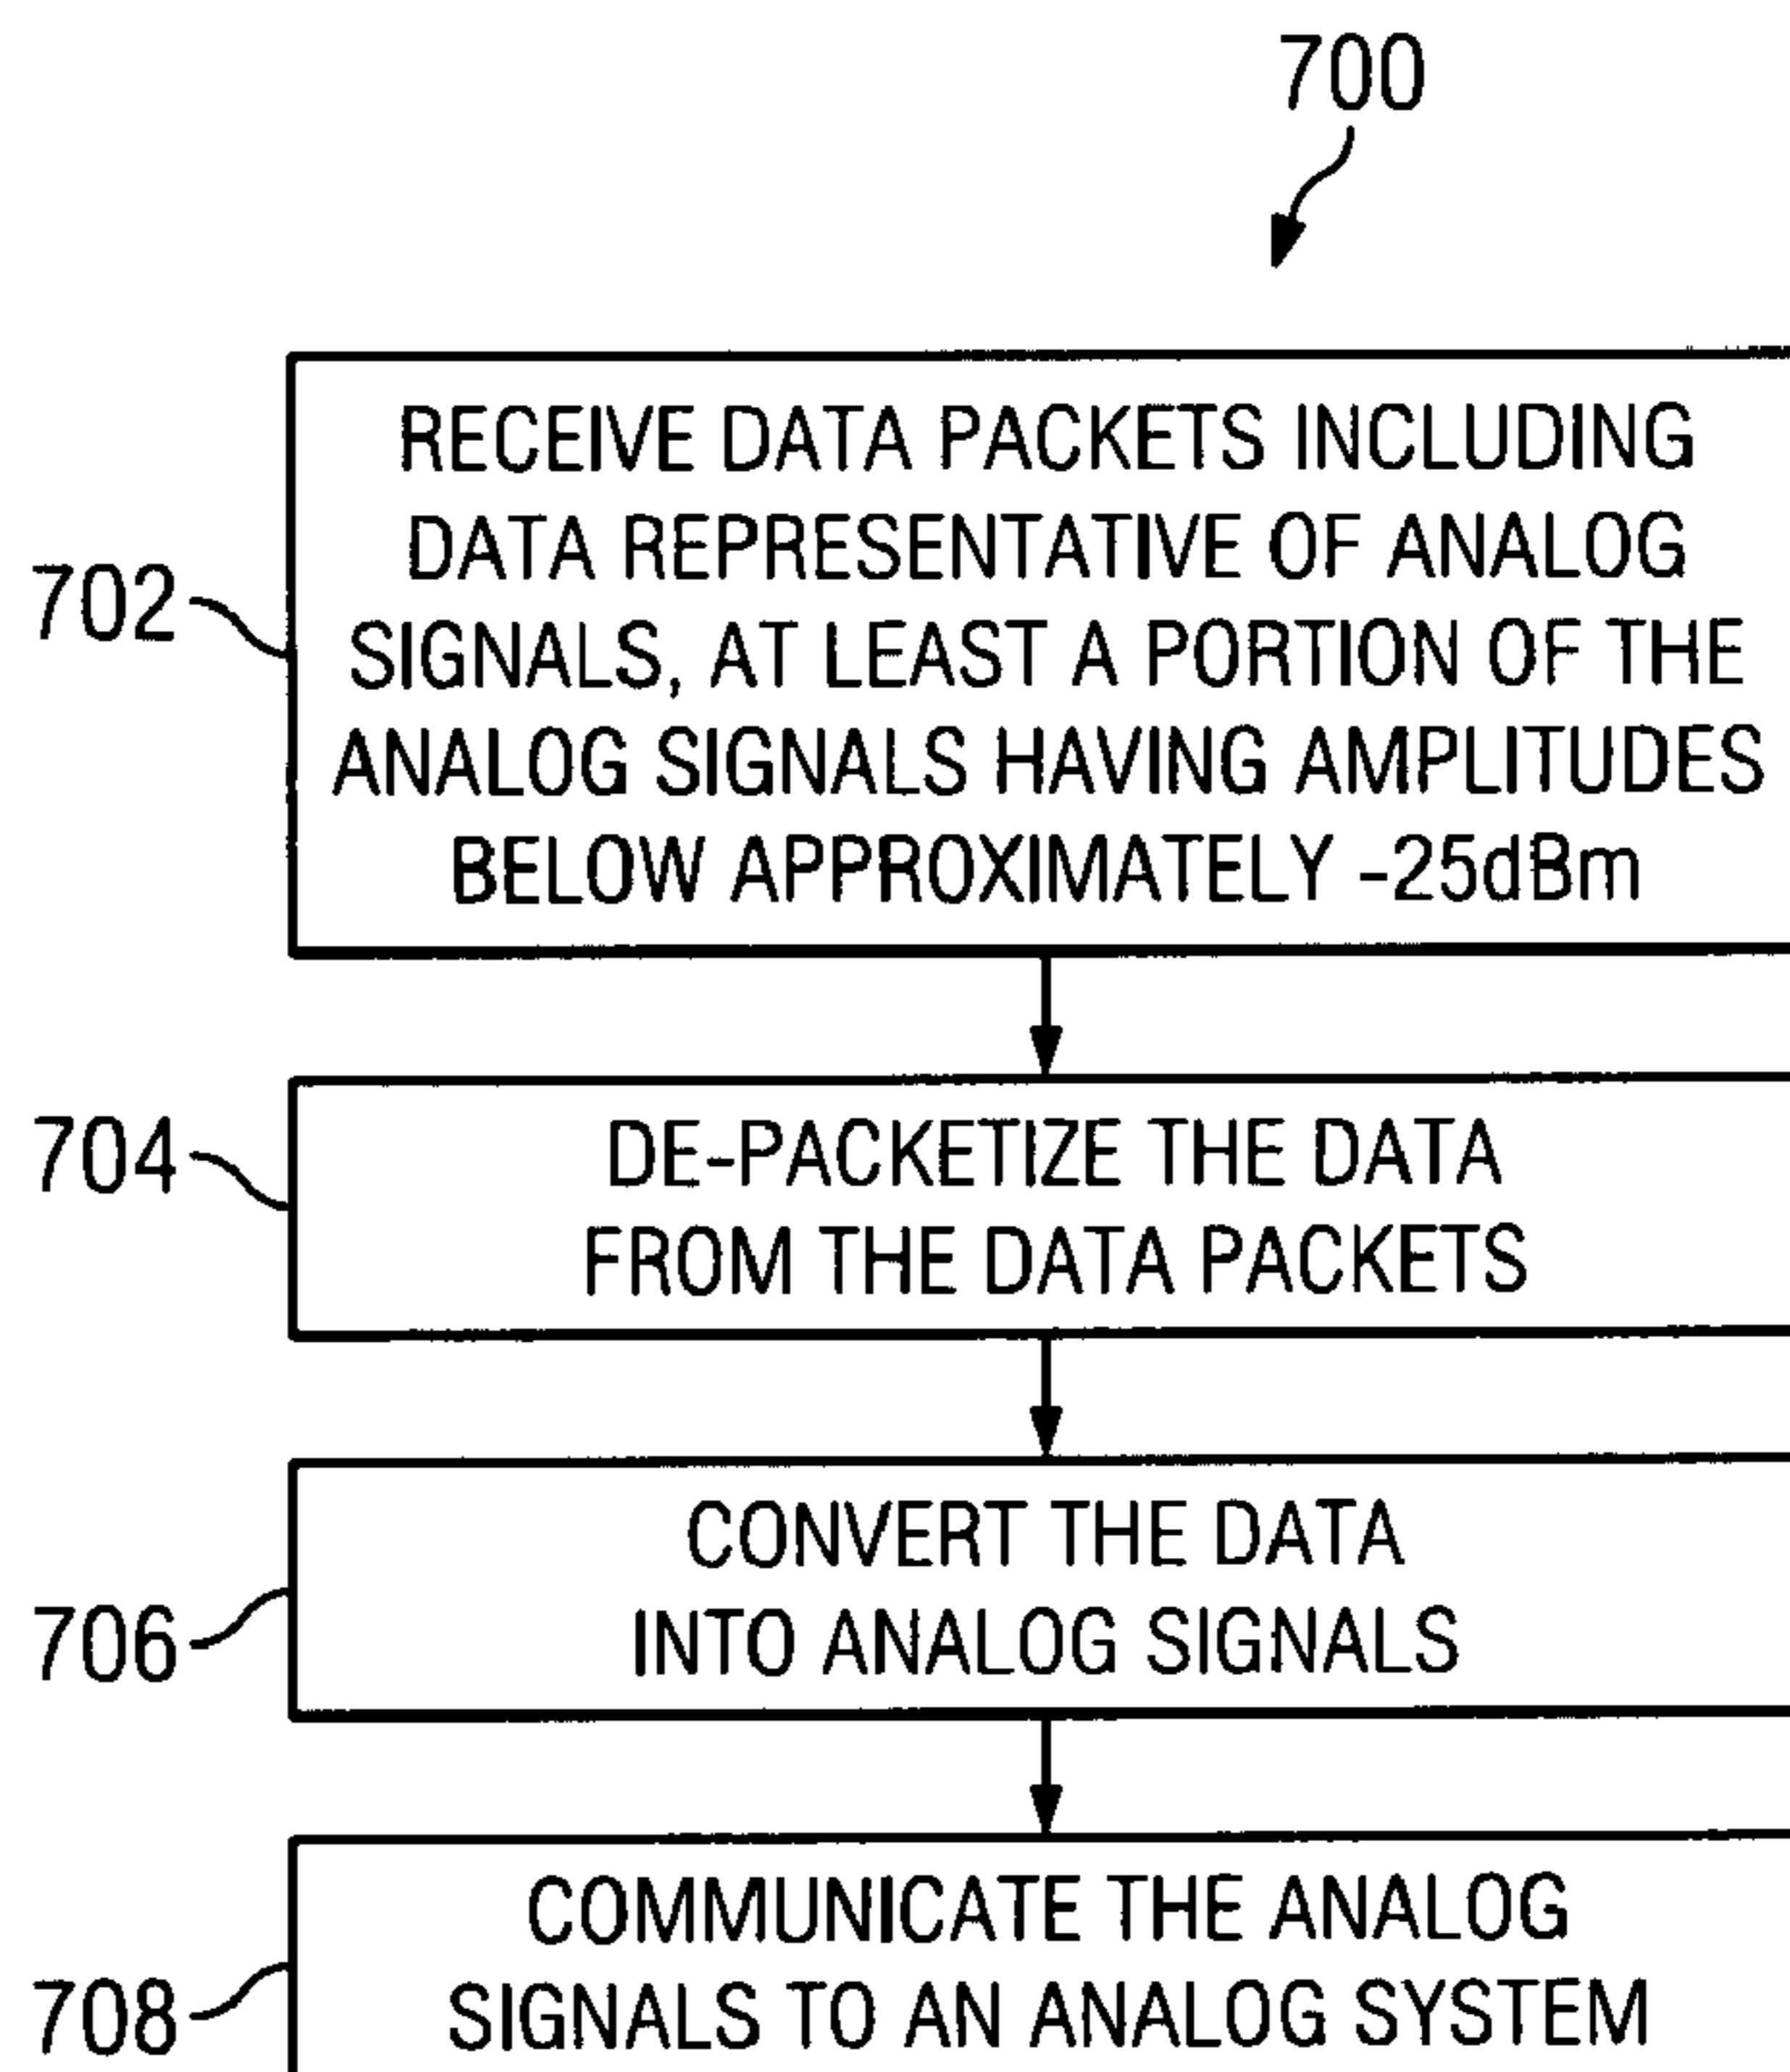 700
702
RECEIVE DATA PACKETS INCLUDING
DATA REPRESENTATIVE OF ANALOG
SIGNALS, AT LEAST A PORTION OF THE
ANALOG SIGNALS HAVING AMPLITUDES
BELOW APPROXIMATELY -25dBm
704
DE-PACKETIZE THE DATA
FROM THE DATA PACKETS
706
CONVERT THE DATA
INTO ANALOG SIGNALS
708
COMMUNICATE THE ANALOG
SIGNALS TO AN ANALOG SYSTEM